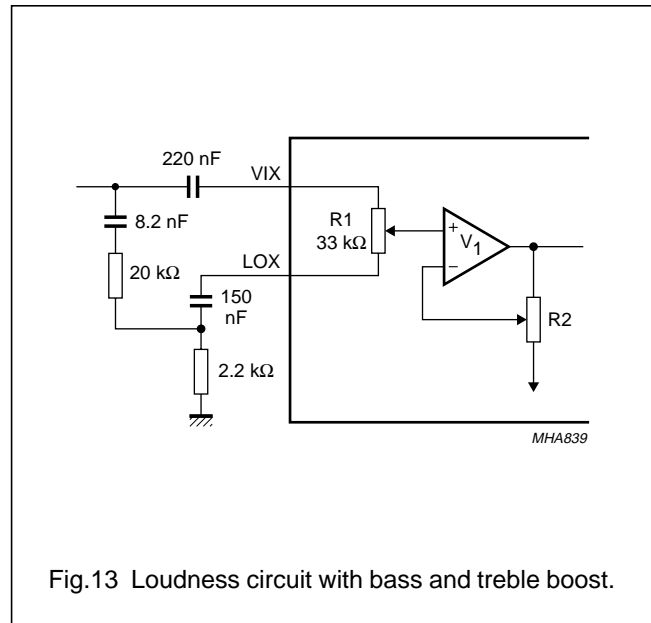 220 nF
VIX
8.2 nF
R1
33 kΩ
+
V1
−
20 kΩ
LOX
150
nF
R2
2.2 kΩ
MHA839
Fig.13 Loudness circuit with bass and treble boost.